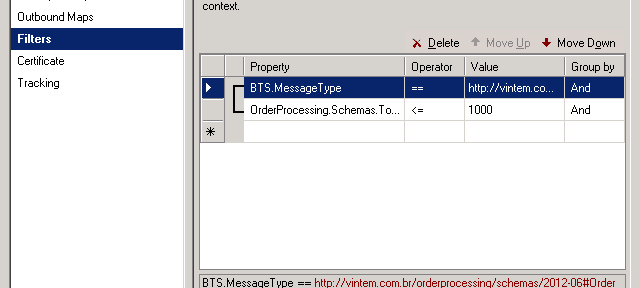 context.
Outbound Maps
Filters
Certificate
Tracking
Delete Move Up Move Down
Property Operator Value Group by
BTS.MessageType == http://vintem.co... And
OrderProcessing.Schemas.To... <= 1000 And
BTS.MessageType == http://vintem.com.br/orderprocessing/schemas/2012-06#Order